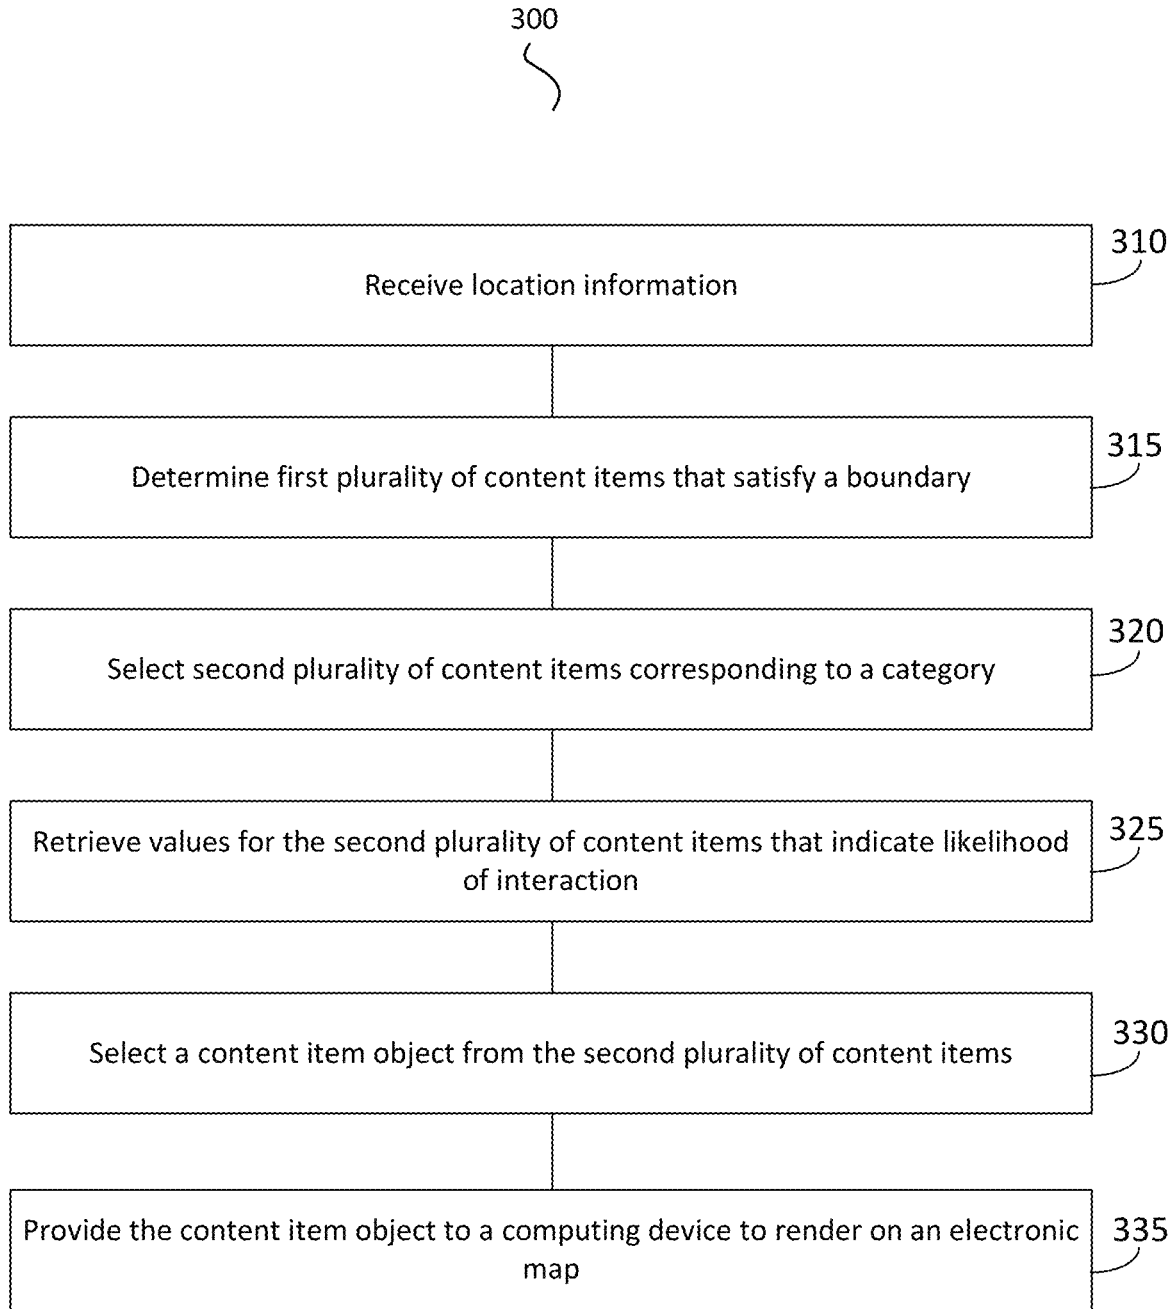 300
310
Receive location information
315
Determine first plurality of content items that satisfy a boundary
320
Select second plurality of content items corresponding to a category
325
Retrieve values for the second plurality of content items that indicate likelihood
of interaction
330
Select a content item object from the second plurality of content items
335
Provide the content item object to a computing device to render on an electronic
map